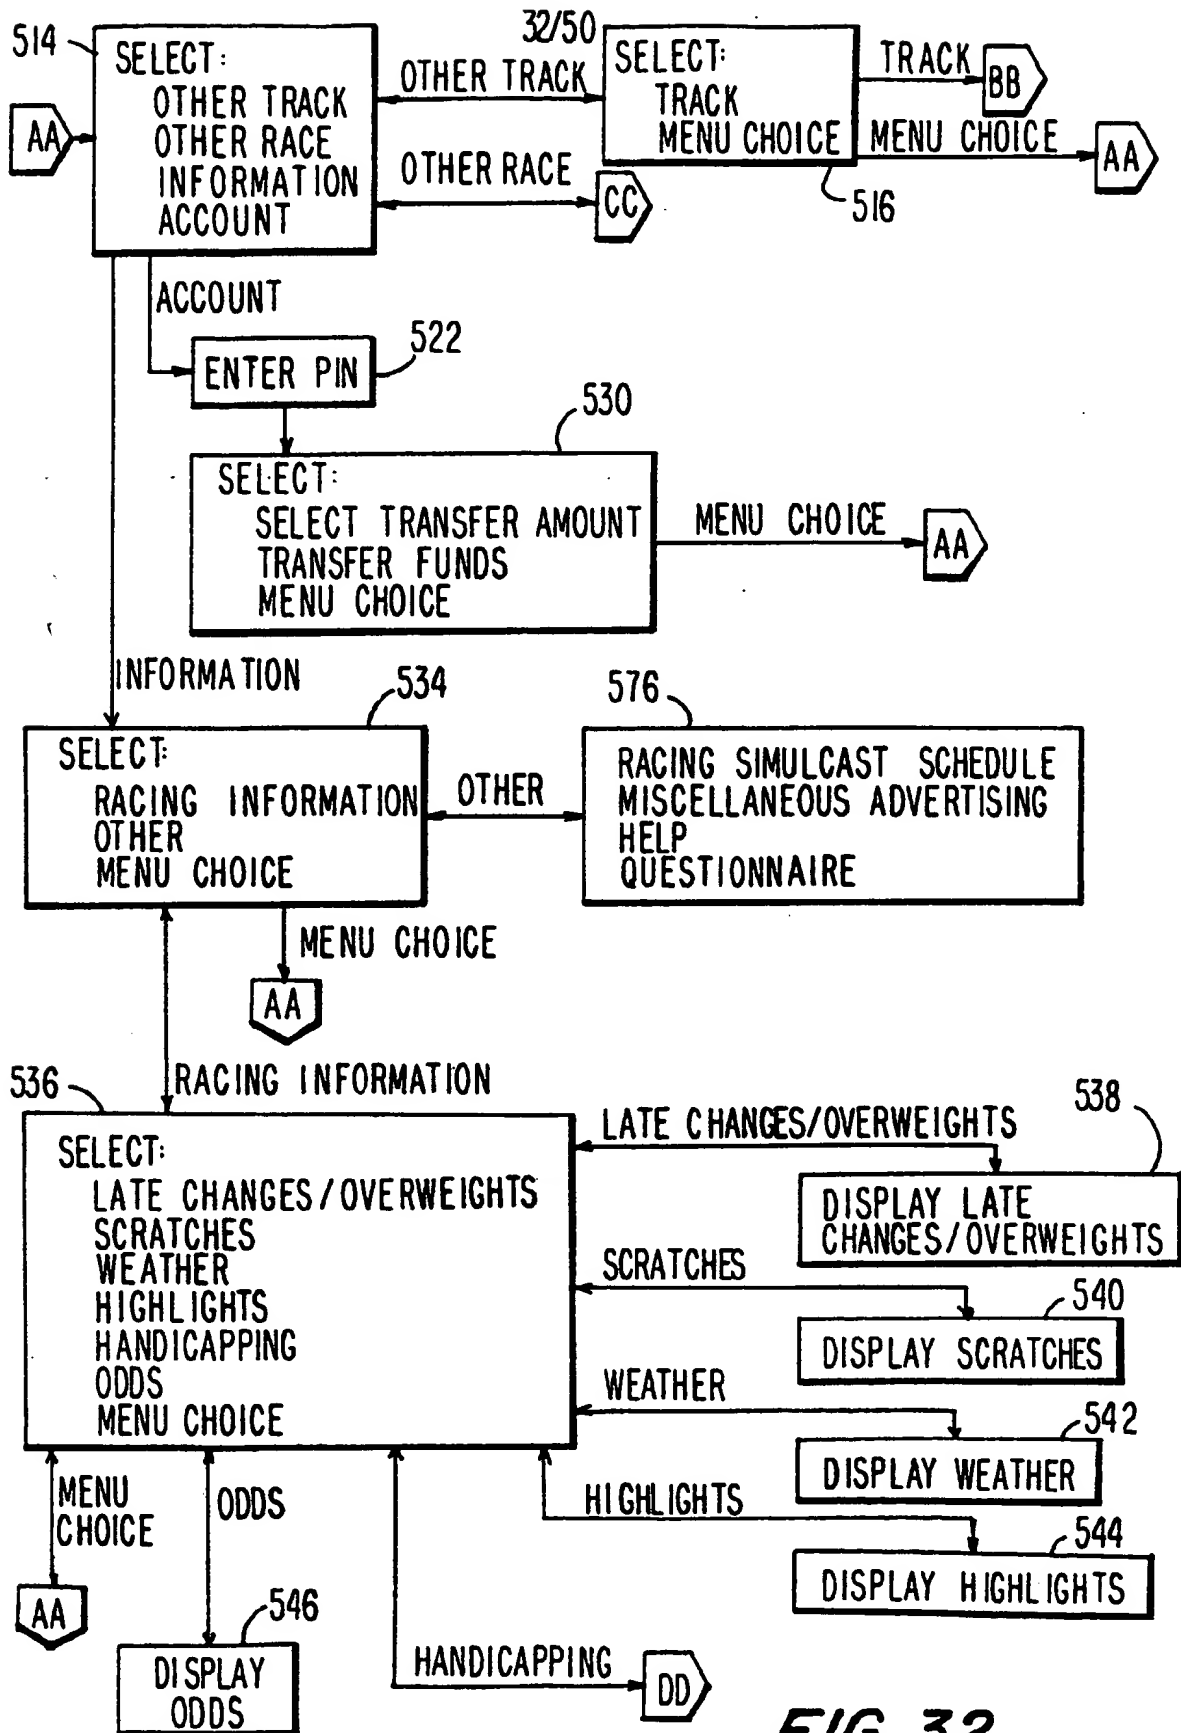 514
SELECT:
OTHER TRACK
OTHER RACE
INFORMATION
ACCOUNT
AA
OTHER TRACK
OTHER RACE
CC
32/50
SELECT:
TRACK
MENU CHOICE
516
TRACK
BB
MENU CHOICE
AA
ACCOUNT
ENTER PIN
522
530
SELECT:
SELECT TRANSFER AMOUNT
TRANSFER FUNDS
MENU CHOICE
MENU CHOICE
AA
INFORMATION
534
SELECT:
RACING INFORMATION
OTHER
MENU CHOICE
OTHER
576
RACING SIMULCAST SCHEDULE
MISCELLANEOUS ADVERTISING
HELP
QUESTIONNAIRE
MENU CHOICE
AA
RACING INFORMATION
536
SELECT:
LATE CHANGES/OVERWEIGHTS
SCRATCHES
WEATHER
HIGHLIGHTS
HANDICAPPING
ODDS
MENU CHOICE
LATE CHANGES/OVERWEIGHTS
538
DISPLAY LATE
CHANGES/OVERWEIGHTS
SCRATCHES
540
DISPLAY SCRATCHES
WEATHER
542
DISPLAY WEATHER
HIGHLIGHTS
544
DISPLAY HIGHLIGHTS
MENU
CHOICE
AA
ODDS
546
DISPLAY
ODDS
HANDICAPPING
DD
FIG. 32